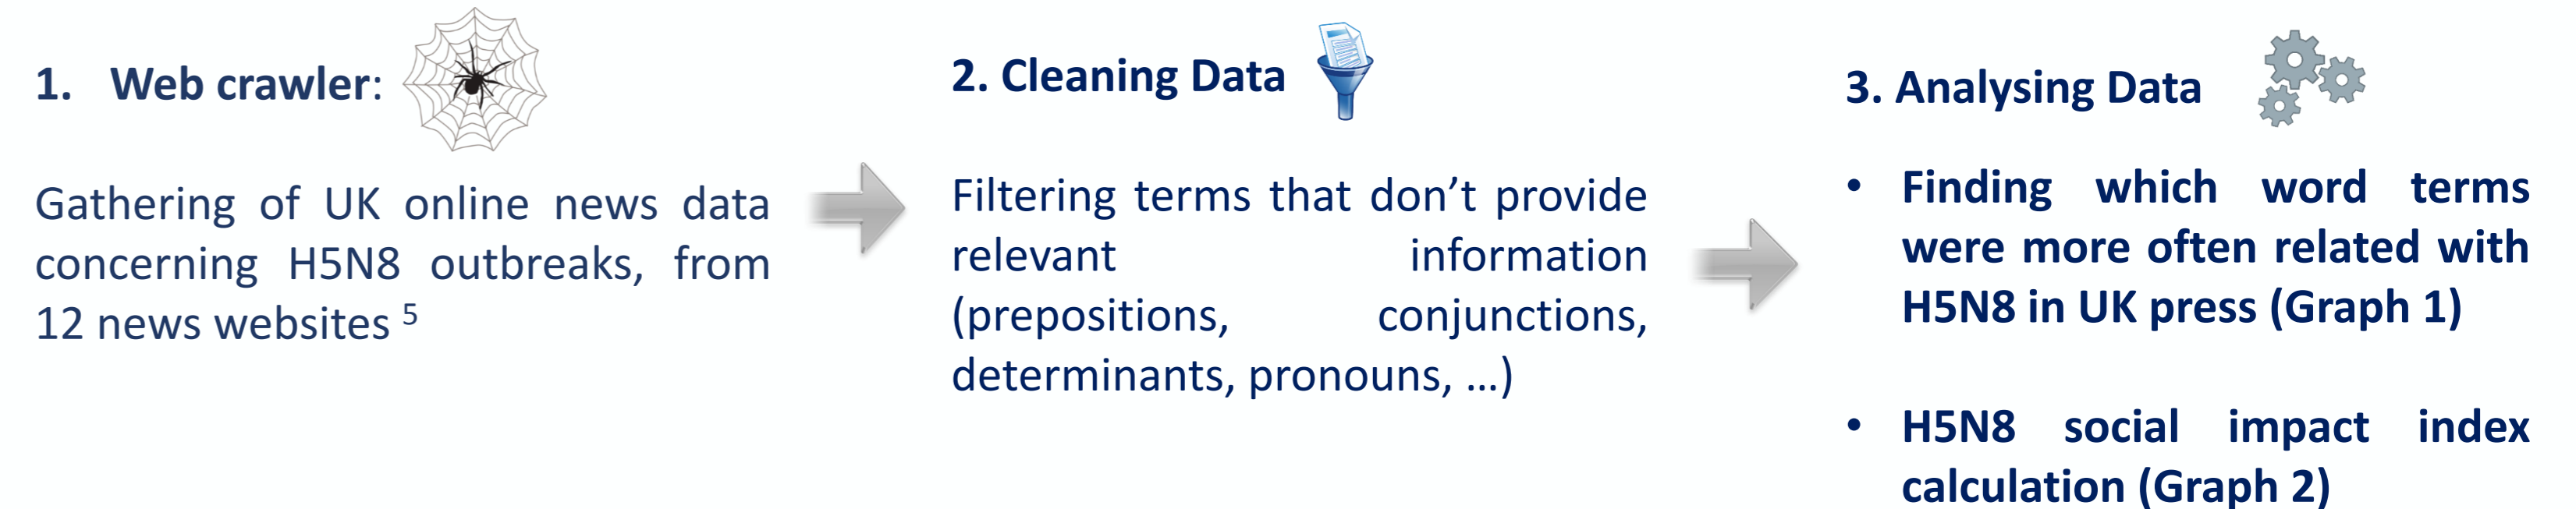 1. Web crawler:
Gathering of UK online news data
concerning H5N8 outbreaks, from
12 news websites ⁵
2. Cleaning Data
Filtering terms that don’t provide
relevant information
(prepositions, conjunctions,
determinants, pronouns, …)
3. Analysing Data
• Finding which word terms
were more often related with
H5N8 in UK press (Graph 1)
• H5N8 social impact index
calculation (Graph 2)